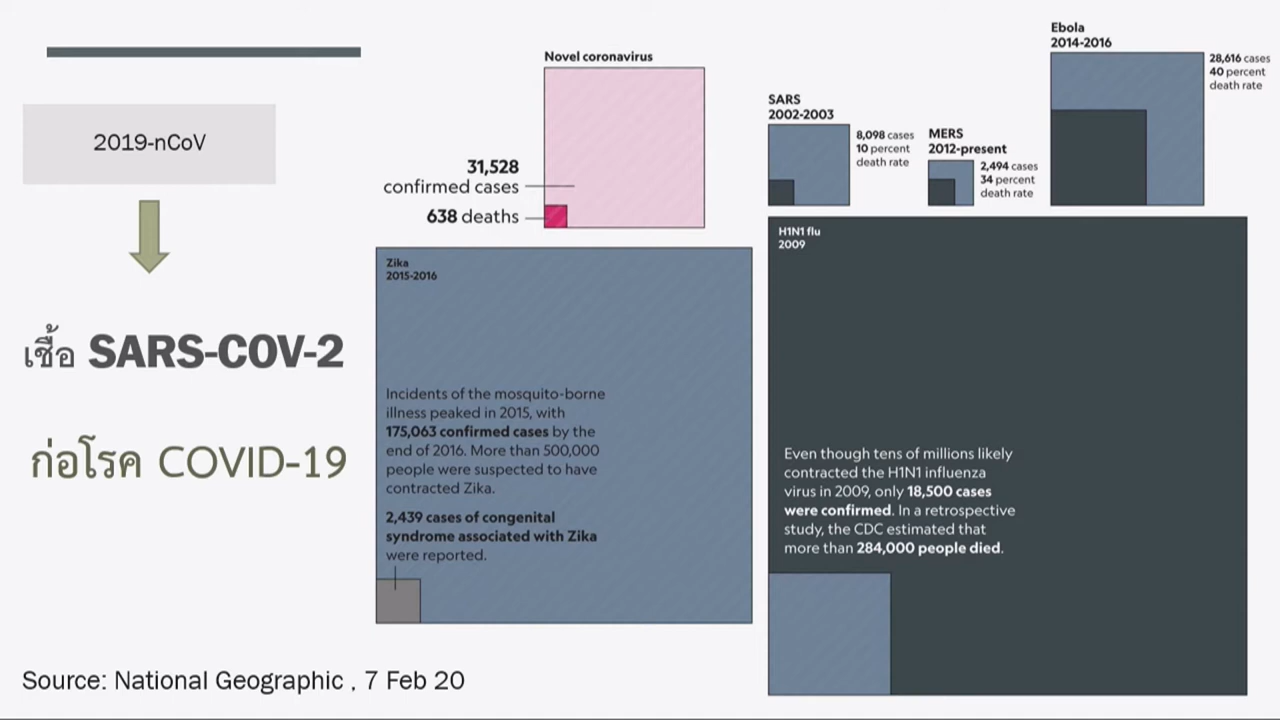 2019-nCoV
เชื้อ SARS-COV-2
ก่อโรค COVID-19
Source: National Geographic , 7 Feb 20
Novel coronavirus
31,528
confirmed cases
638 deaths
SARS
2002-2003
8,098 cases
10 percent
death rate
MERS
2012-present
2,494 cases
34 percent
death rate
Ebola
2014-2016
28,616 cases
40 percent
death rate
Zika
2015-2016
Incidents of the mosquito-borne
illness peaked in 2015, with
175,063 confirmed cases by the
end of 2016. More than 500,000
people were suspected to have
contracted Zika.
2,439 cases of congenital
syndrome associated with Zika
were reported.
H1N1 flu
2009
Even though tens of millions likely
contracted the H1N1 influenza
virus in 2009, only 18,500 cases
were confirmed. In a retrospective
study, the CDC estimated that
more than 284,000 people died.